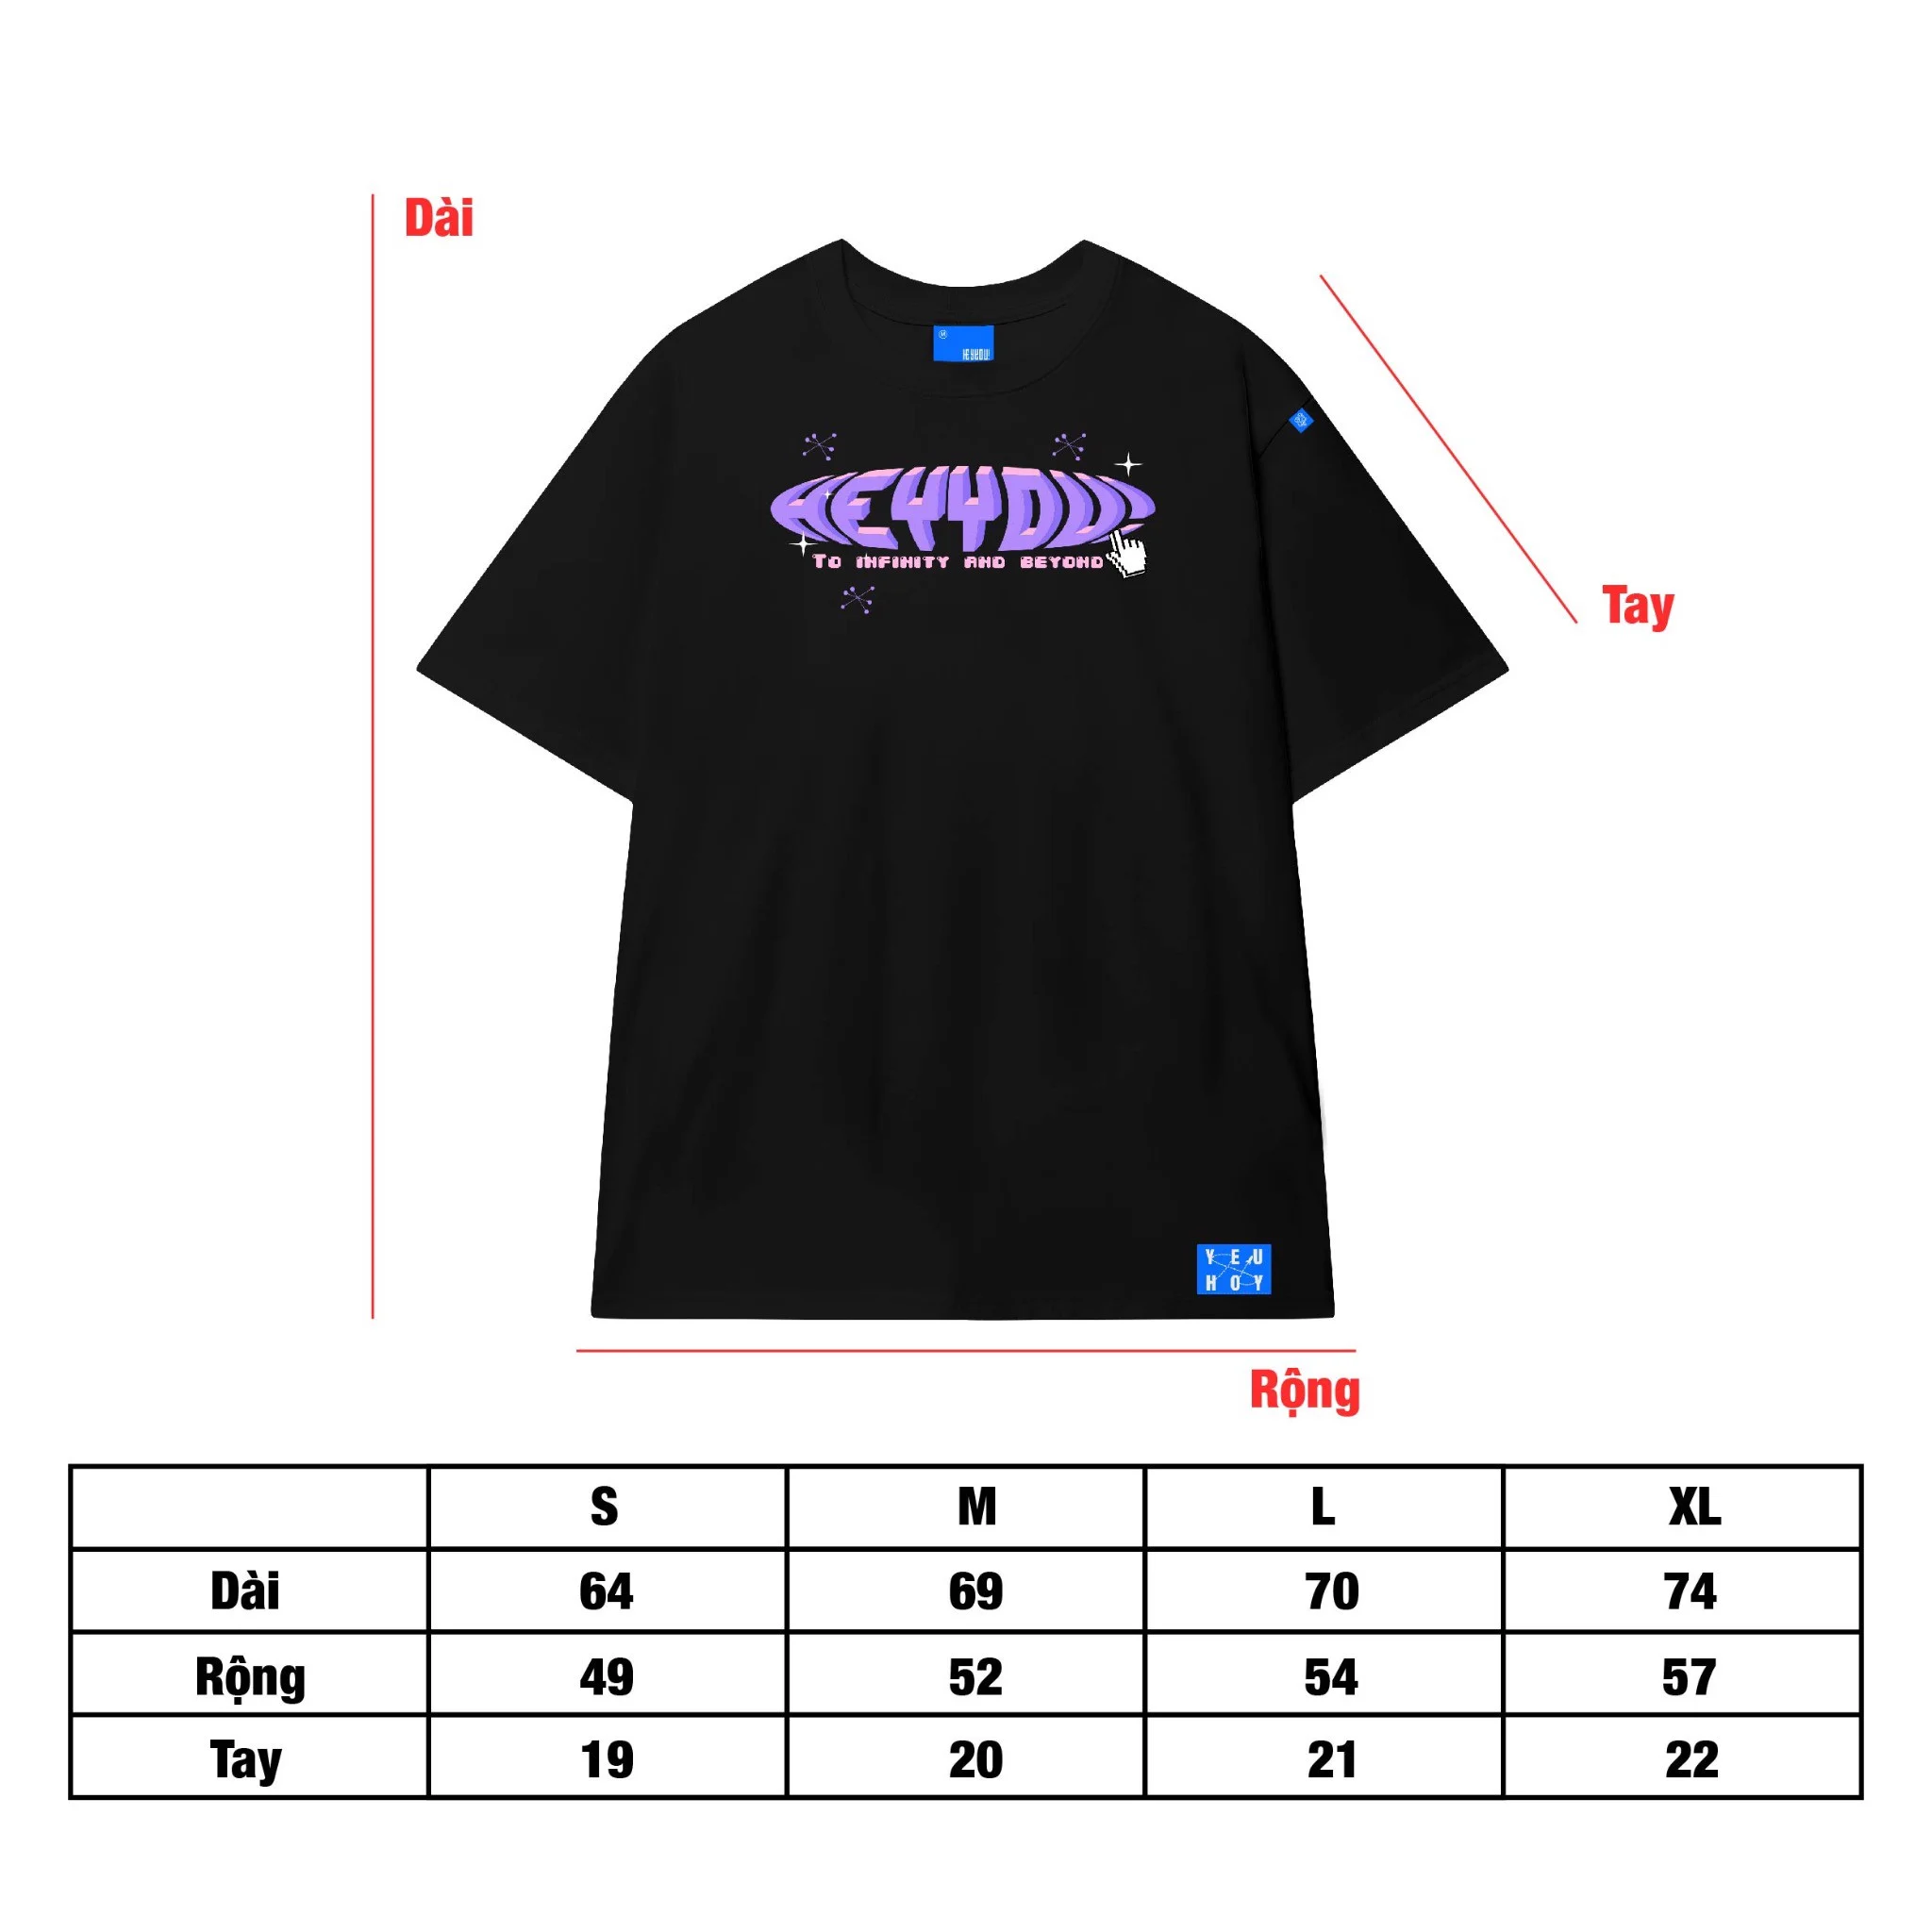 Dài
HEYYOU!
Tay
HEYYOU!
TO INFINITY AND BEYOND
YEU
HOY
Rộng
S M L XL
Dài 64 69 70 74
Rộng 49 52 54 57
Tay 19 20 21 22